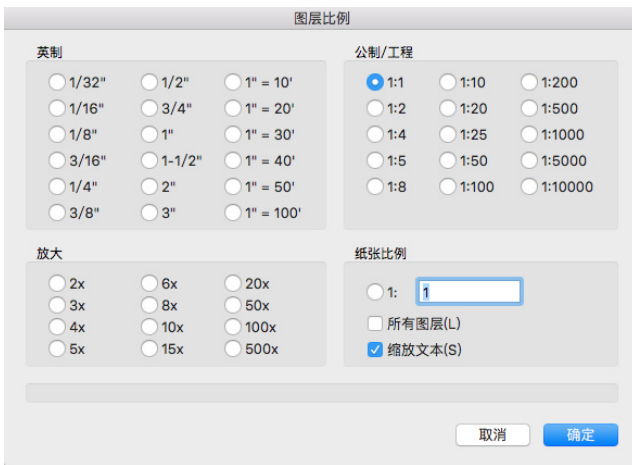 图层比例
英制
1/32" 1/2" 1" = 10'
1/16" 3/4" 1" = 20'
1/8" 1" 1" = 30'
3/16" 1-1/2" 1" = 40'
1/4" 2" 1" = 50'
3/8" 3" 1" = 100'
公制/工程
1:1 1:10 1:200
1:2 1:20 1:500
1:4 1:25 1:1000
1:5 1:50 1:5000
1:8 1:100 1:10000
放大
2x 6x 20x
3x 8x 50x
4x 10x 100x
5x 15x 500x
纸张比例
1: 1
所有图层(L)
缩放文本(S)
取消 确定